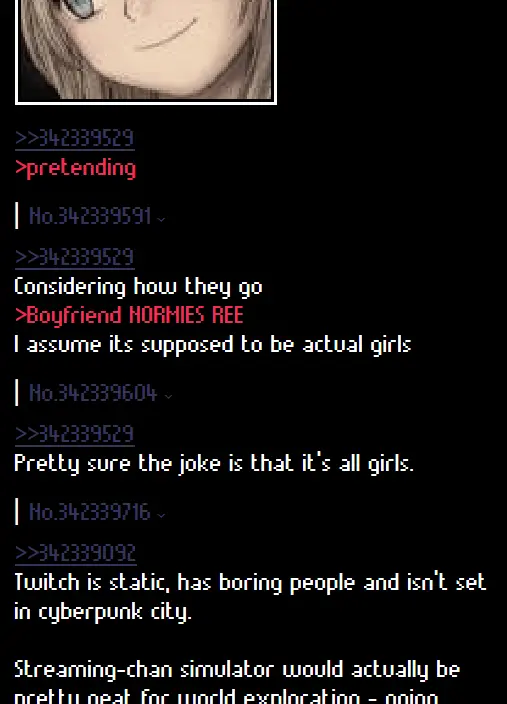 >>342339529
>pretending
No.342339591
>>342339529
Considering how they go
>Boyfriend NORMIES REE
I assume its supposed to be actual girls
No.342339604
>>342339529
Pretty sure the joke is that it's all girls.
No.342339716
>>342339092
Twitch is static, has boring people and isn't set
in cyberpunk city.
Streaming-chan simulator would actually be
pretty neat for world exploration - going